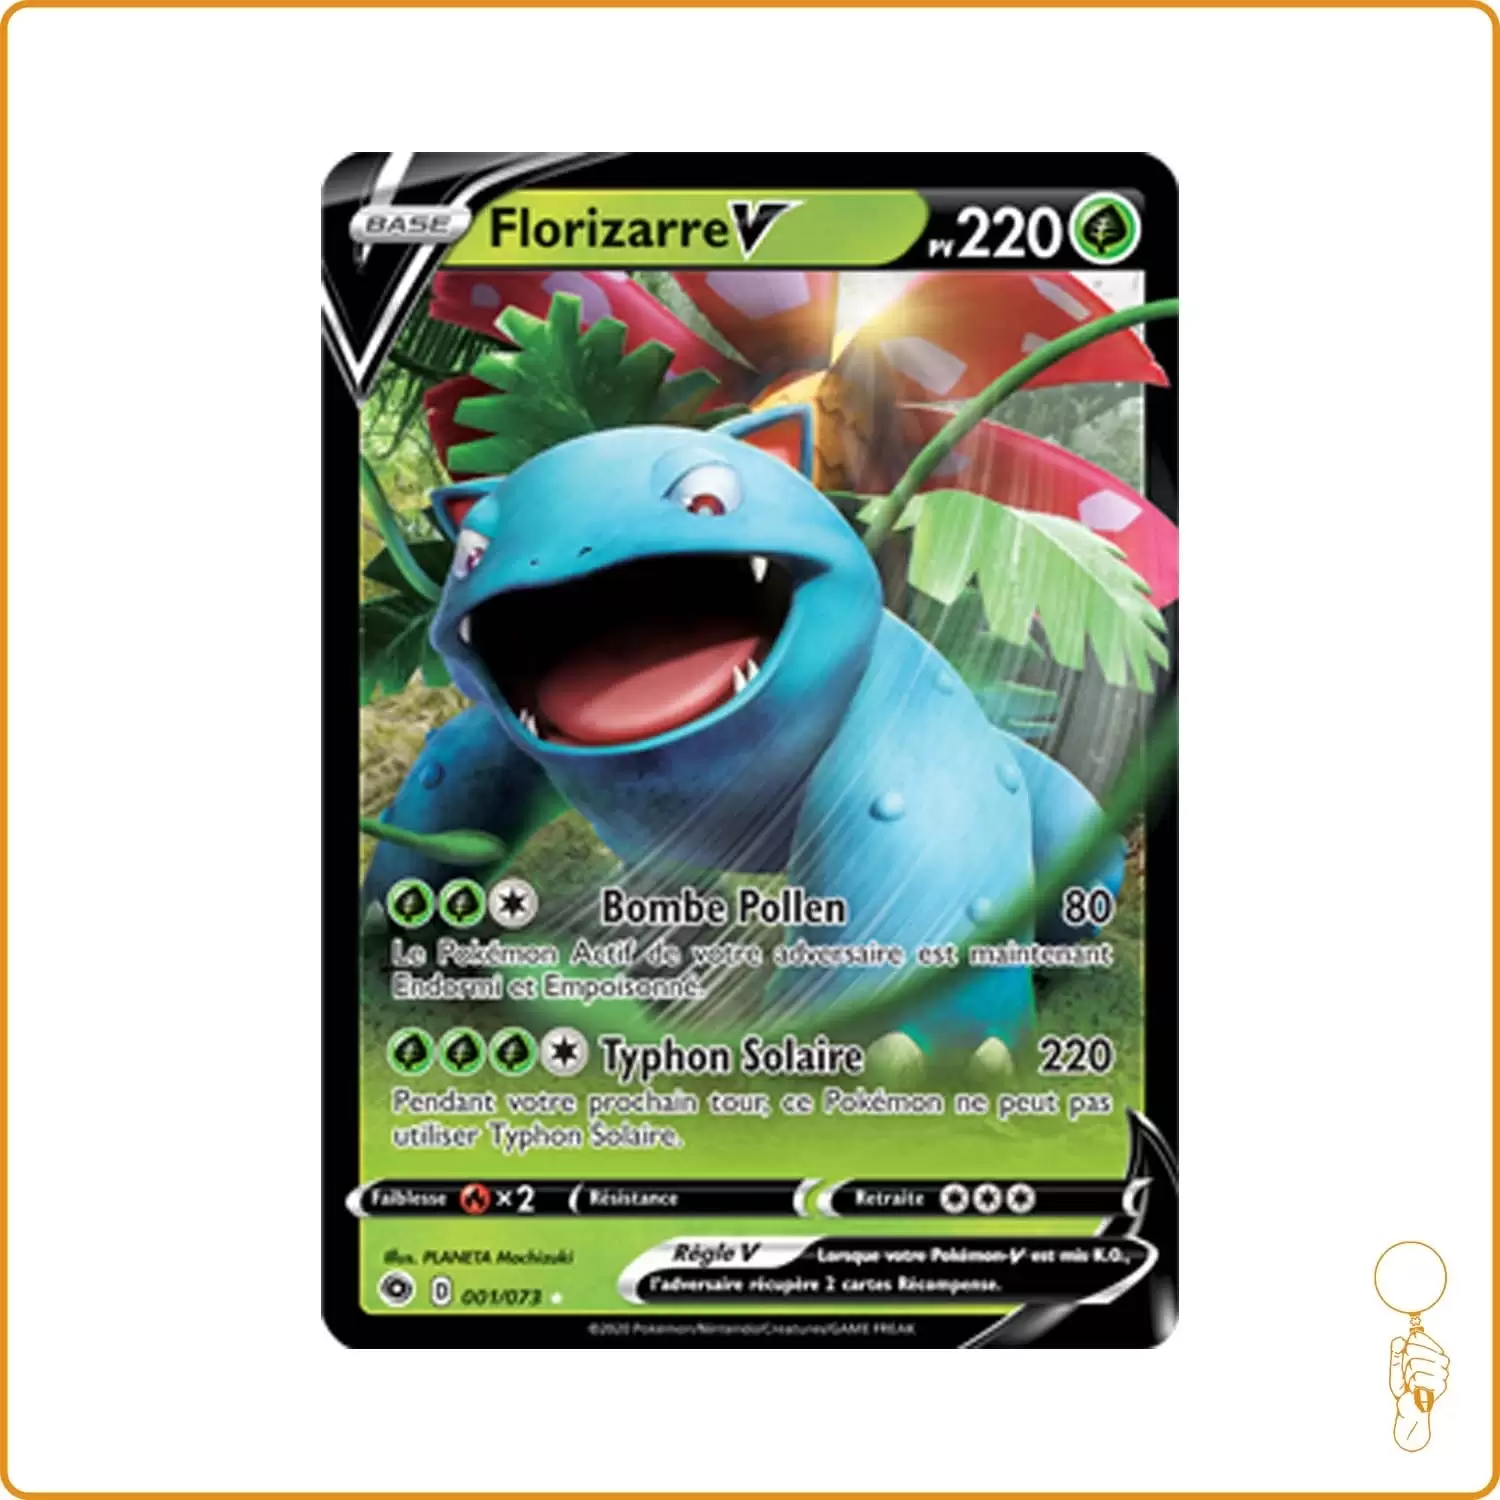 BASE
Florizarre V
PV 220
Bombe Pollen 80
Le Pokémon Actif de votre adversaire est maintenant
Endormi et Empoisonné.
Typhon Solaire 220
Pendant votre prochain tour, ce Pokémon ne peut pas
utiliser Typhon Solaire.
Faiblesse ×2 Résistance Retraite
Illus. PLANETA Mochizuki
Règle V Lorsque votre Pokémon-V est mis K.O.,
l'adversaire récupère 2 cartes Récompense.
D 001/073
©2020 Pokémon/Nintendo/Creatures/GAME FREAK